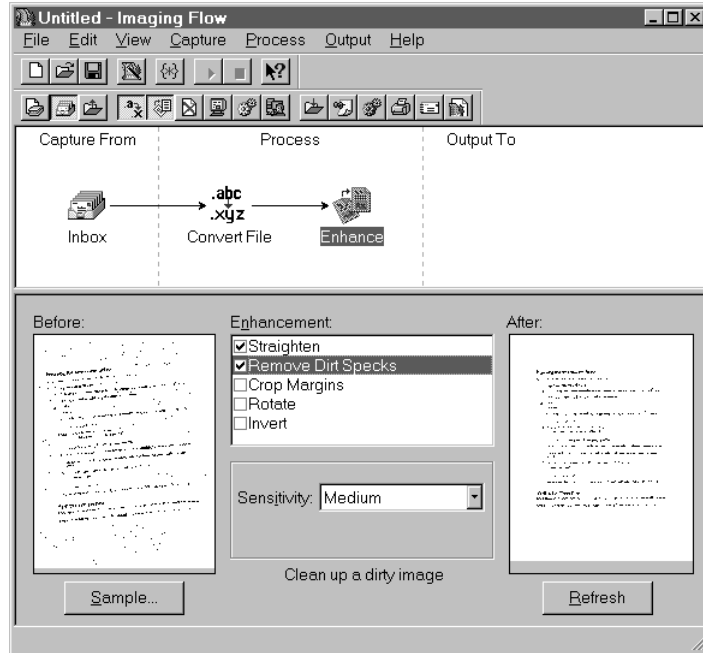 Untitled - Imaging Flow
File Edit View Capture Process Output Help
Capture From Process Output To
.abc
.xyz
Inbox Convert File Enhance
Before: Enhancement: After:
Straighten
Remove Dirt Specks
Crop Margins
Rotate
Invert
Sensitivity: Medium
Clean up a dirty image
Sample... Refresh